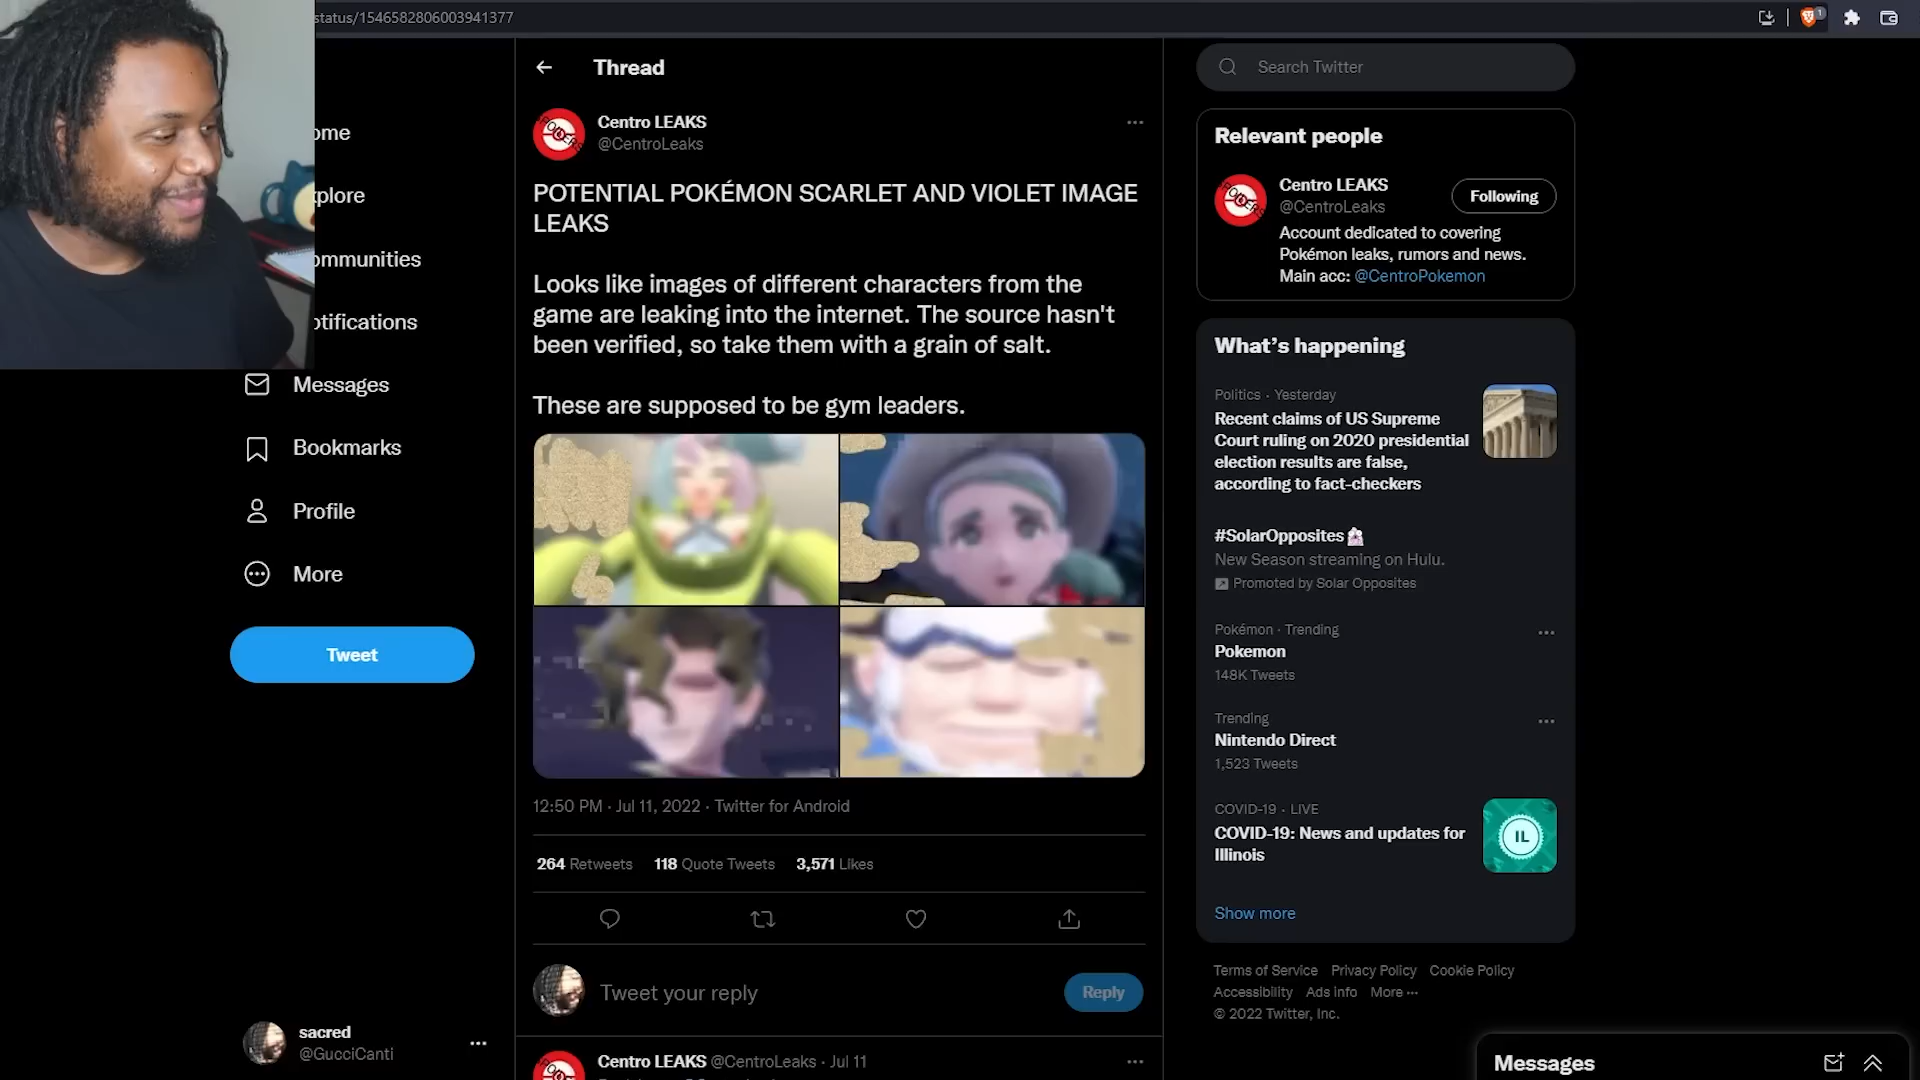 status/1546582806003941377
ome
xplore
ommunities
otifications
Messages
Bookmarks
Profile
More
Tweet
sacred
@GucciCanti
Thread
Centro LEAKS
@CentroLeaks
POTENTIAL POKÉMON SCARLET AND VIOLET IMAGE
LEAKS
Looks like images of different characters from the
game are leaking into the internet. The source hasn't
been verified, so take them with a grain of salt.
These are supposed to be gym leaders.
12:50 PM · Jul 11, 2022 · Twitter for Android
264 Retweets 118 Quote Tweets 3,571 Likes
Tweet your reply
Reply
Centro LEAKS @CentroLeaks · Jul 11
Search Twitter
Relevant people
Centro LEAKS
@CentroLeaks
Following
Account dedicated to covering
Pokémon leaks, rumors and news.
Main acc: @CentroPokemon
What's happening
Politics · Yesterday
Recent claims of US Supreme
Court ruling on 2020 presidential
election results are false,
according to fact-checkers
#SolarOpposites
New Season streaming on Hulu.
Promoted by Solar Opposites
Pokémon · Trending
Pokemon
148K Tweets
Trending
Nintendo Direct
1,523 Tweets
COVID-19 · LIVE
COVID-19: News and updates for
Illinois
IL
Show more
Terms of Service Privacy Policy Cookie Policy
Accessibility Ads info More
© 2022 Twitter, Inc.
Messages
1